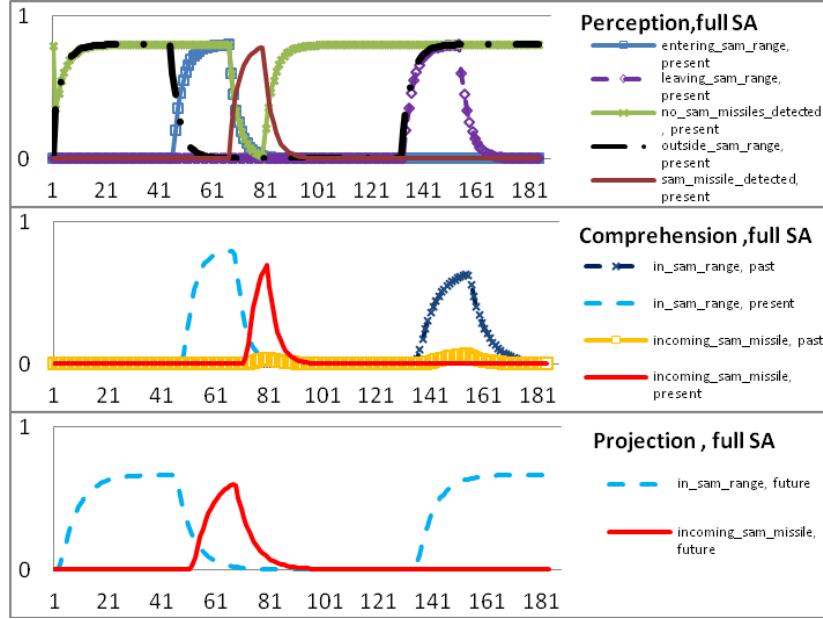 1
Perception,full SA
entering_sam_range,
present
leaving_sam_range,
present
no_sam_missiles_detected
, present
outside_sam_range,
present
sam_missile_detected,
present
0
1 21 41 61 81 101 121 141 161 181
1
Comprehension ,full SA
in_sam_range, past
in_sam_range, present
incoming_sam_missile, past
incoming_sam_missile,
present
0
1 21 41 61 81 101 121 141 161 181
1
Projection , full SA
in_sam_range, future
incoming_sam_missile,
future
0
1 21 41 61 81 101 121 141 161 181